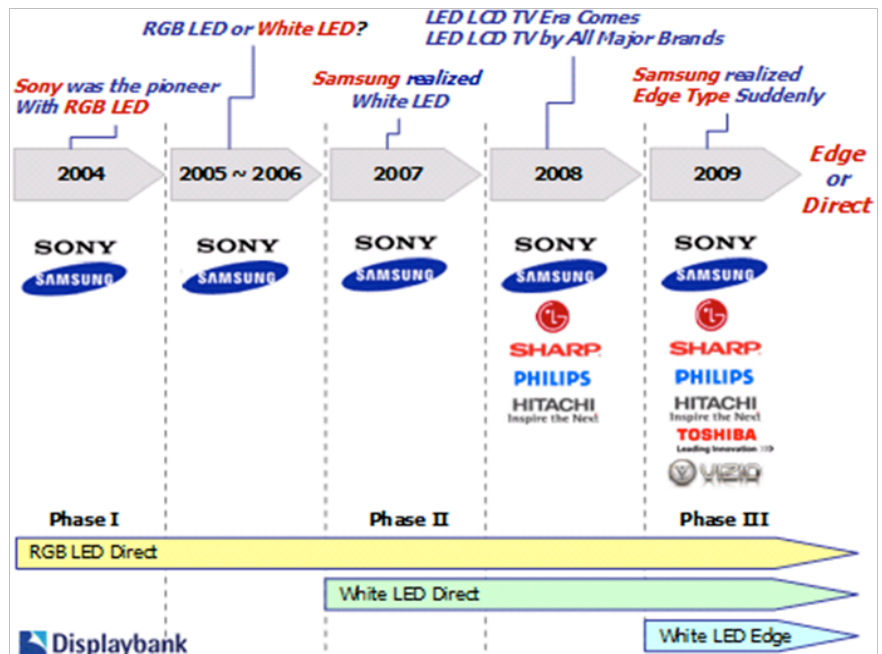 RGB LED or White LED?
LED LCD TV Era Comes
LED LCD TV by All Major Brands
Sony was the pioneer
With RGB LED
Samsung realized
White LED
Samsung realized
Edge Type Suddenly
2004
2005 ~ 2006
2007
2008
2009
Edge
or
Direct
SONY
SAMSUNG
SONY
SAMSUNG
SONY
SAMSUNG
SONY
SAMSUNG
LG
SHARP
PHILIPS
HITACHI
Inspire the Next
SONY
SAMSUNG
LG
SHARP
PHILIPS
HITACHI
Inspire the Next
TOSHIBA
Leading Innovation >>>
V VIZIO
Phase I
Phase II
Phase III
RGB LED Direct
White LED Direct
White LED Edge
Displaybank